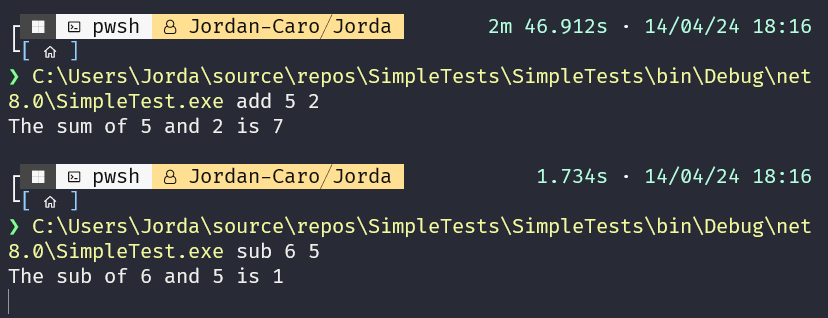 pwsh Jordan-Caro/Jorda 2m 46.912s · 14/04/24 18:16
[ ]
❯ C:\Users\Jorda\source\repos\SimpleTests\SimpleTests\bin\Debug\net
8.0\SimpleTest.exe add 5 2
The sum of 5 and 2 is 7
pwsh Jordan-Caro/Jorda 1.734s · 14/04/24 18:16
[ ]
❯ C:\Users\Jorda\source\repos\SimpleTests\SimpleTests\bin\Debug\net
8.0\SimpleTest.exe sub 6 5
The sub of 6 and 5 is 1